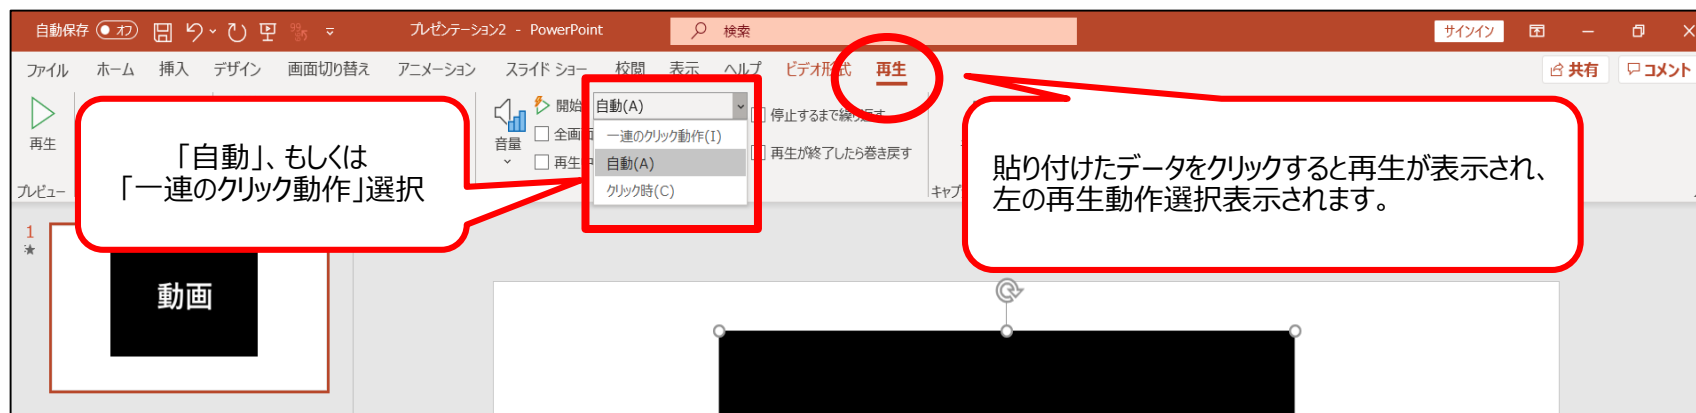 自動保存 オフ プレゼンテーション2 - PowerPoint 検索 サインイン
ファイル ホーム 挿入 デザイン 画面切り替え アニメーション スライド ショー 校閲 表示 ヘルプ ビデオ形式 再生 共有 コメント
再生
プレビュー
「自動」、もしくは
「一連のクリック動作」選択
音量
開始
全画面
再生中
自動(A)
一連のクリック動作(I)
自動(A)
クリック時(C)
停止するまで繰り返す
再生が終了したら巻き戻す
キャプ
貼り付けたデータをクリックすると再生が表示され、
左の再生動作選択表示されます。
1
動画